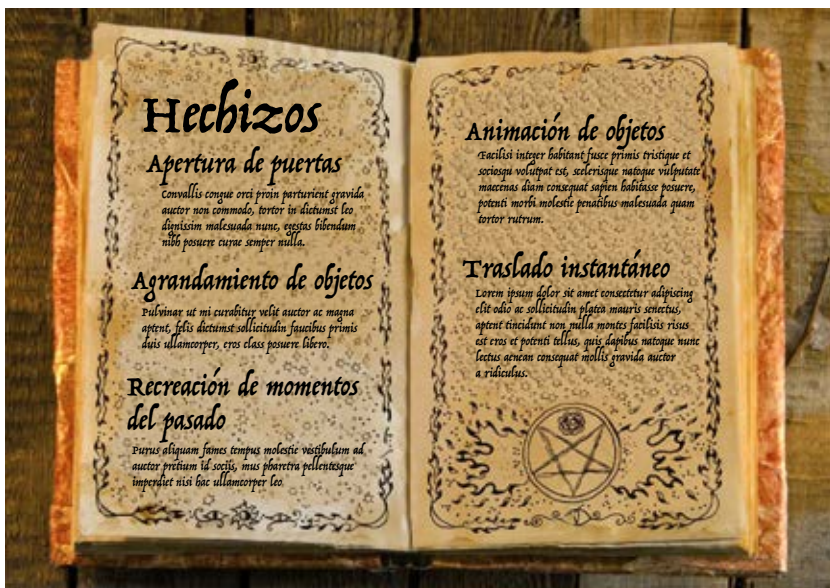 Hechizos
Apertura de puertas
Convallis congue orci proin parturient gravida
auctor non commodo, tortor in dictumst leo
dignissim malesuada nunc, egestas bibendum
nibh posuere curae semper nulla.
Agrandamiento de objetos
Pulvinar ut mi curabitur velit auctor ac magna
aptent, felis dictumst sollicitudin faucibus primis
duis ullamcorper, eros class posuere libero.
Recreación de momentos
del pasado
Purus aliquam fames tempus molestie vestibulum ad
auctor pretium id sociis, mus pharetra pellentesque
imperdiet nisi hac ullamcorper leo
Animación de objetos
Facilisi integer habitant fusce primis tristique et
sociosqu volutpat est, scelerisque natoque vulputate
maecenas diam consequat sapien habitasse posuere,
potenti morbi molestie penatibus malesuada quam
tortor rutrum.
Traslado instantáneo
Lorem ipsum dolor sit amet consectetur adipiscing
elit odio ac sollicitudin platea mauris senectus,
aptent tincidunt non nulla montes facilisis risus
est eros et potenti tellus, quis dapibus natoque nunc
lectus aenean consequat mollis gravida auctor
a ridiculus.